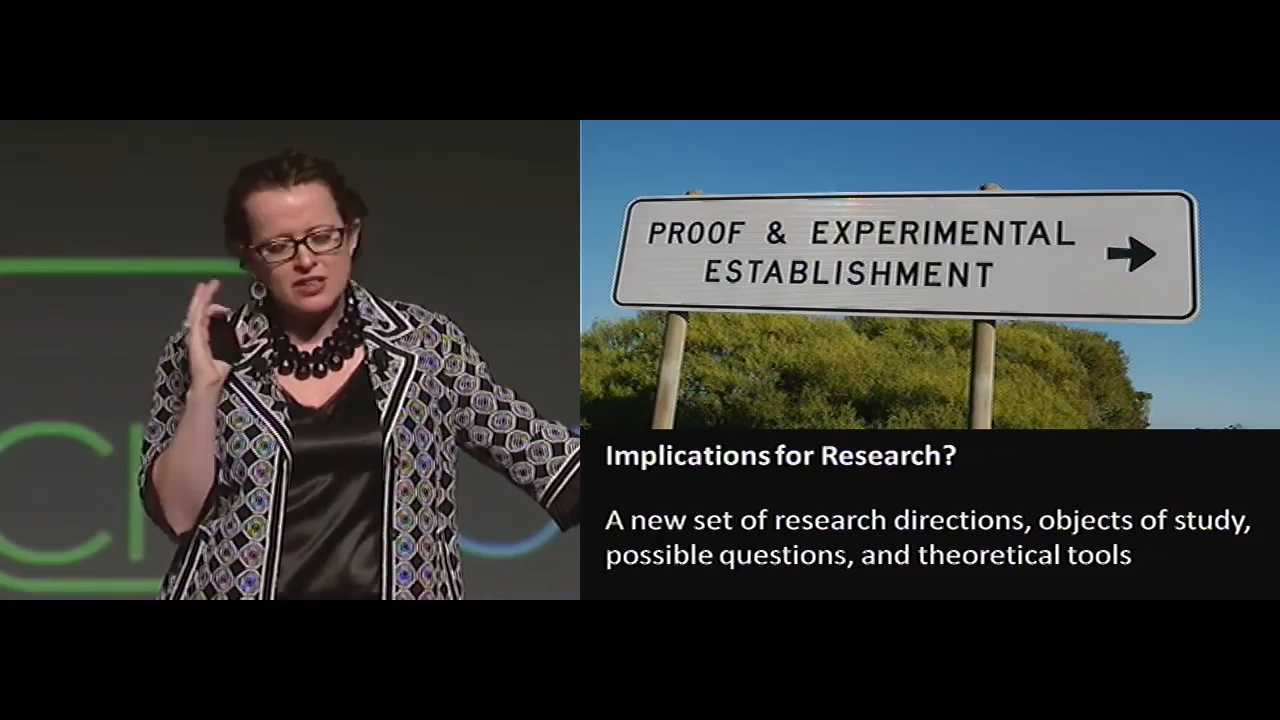 PROOF & EXPERIMENTAL
ESTABLISHMENT
Implications for Research?
A new set of research directions, objects of study,
possible questions, and theoretical tools